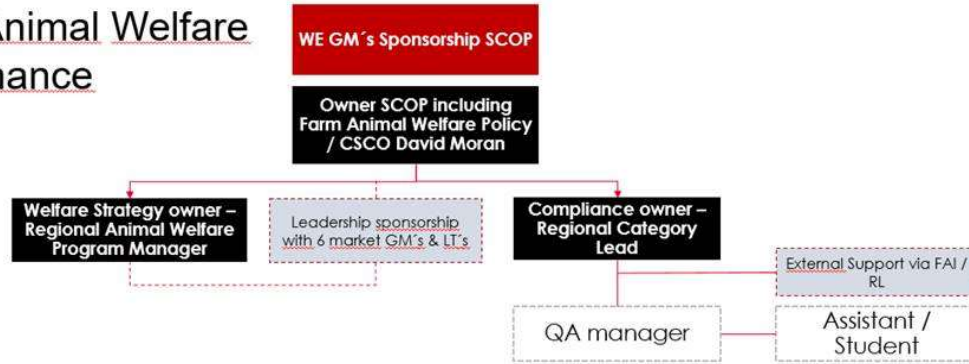 Animal Welfare
nance
WE GM´s Sponsorship SCOP
Owner SCOP including
Farm Animal Welfare Policy
/ CSCO David Moran
Welfare Strategy owner –
Regional Animal Welfare
Program Manager
Leadership sponsorship
with 6 market GM´s & LT´s
Compliance owner –
Regional Category
Lead
External Support via FAI /
RL
QA manager
Assistant /
Student